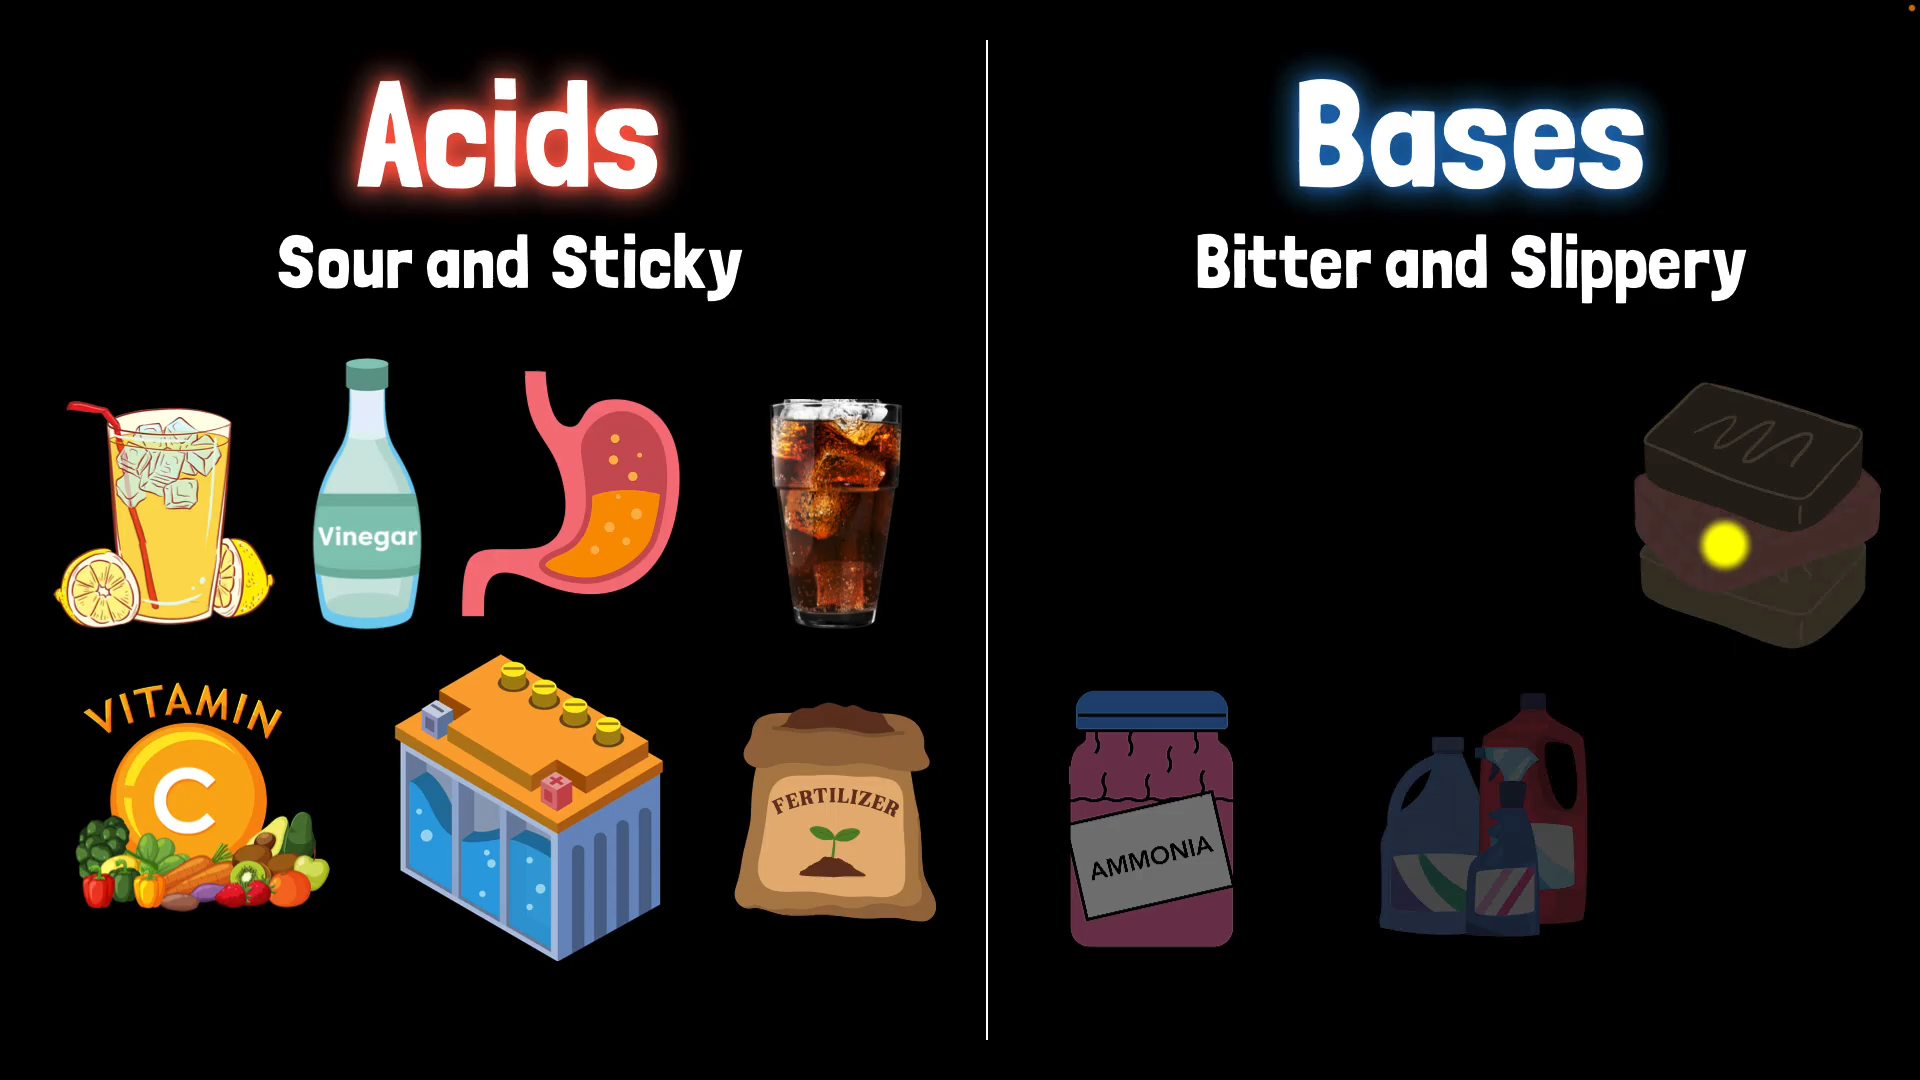 Acids
Sour and Sticky
Vinegar
VITAMIN
C
FERTILIZER
Bases
Bitter and Slippery
AMMONIA